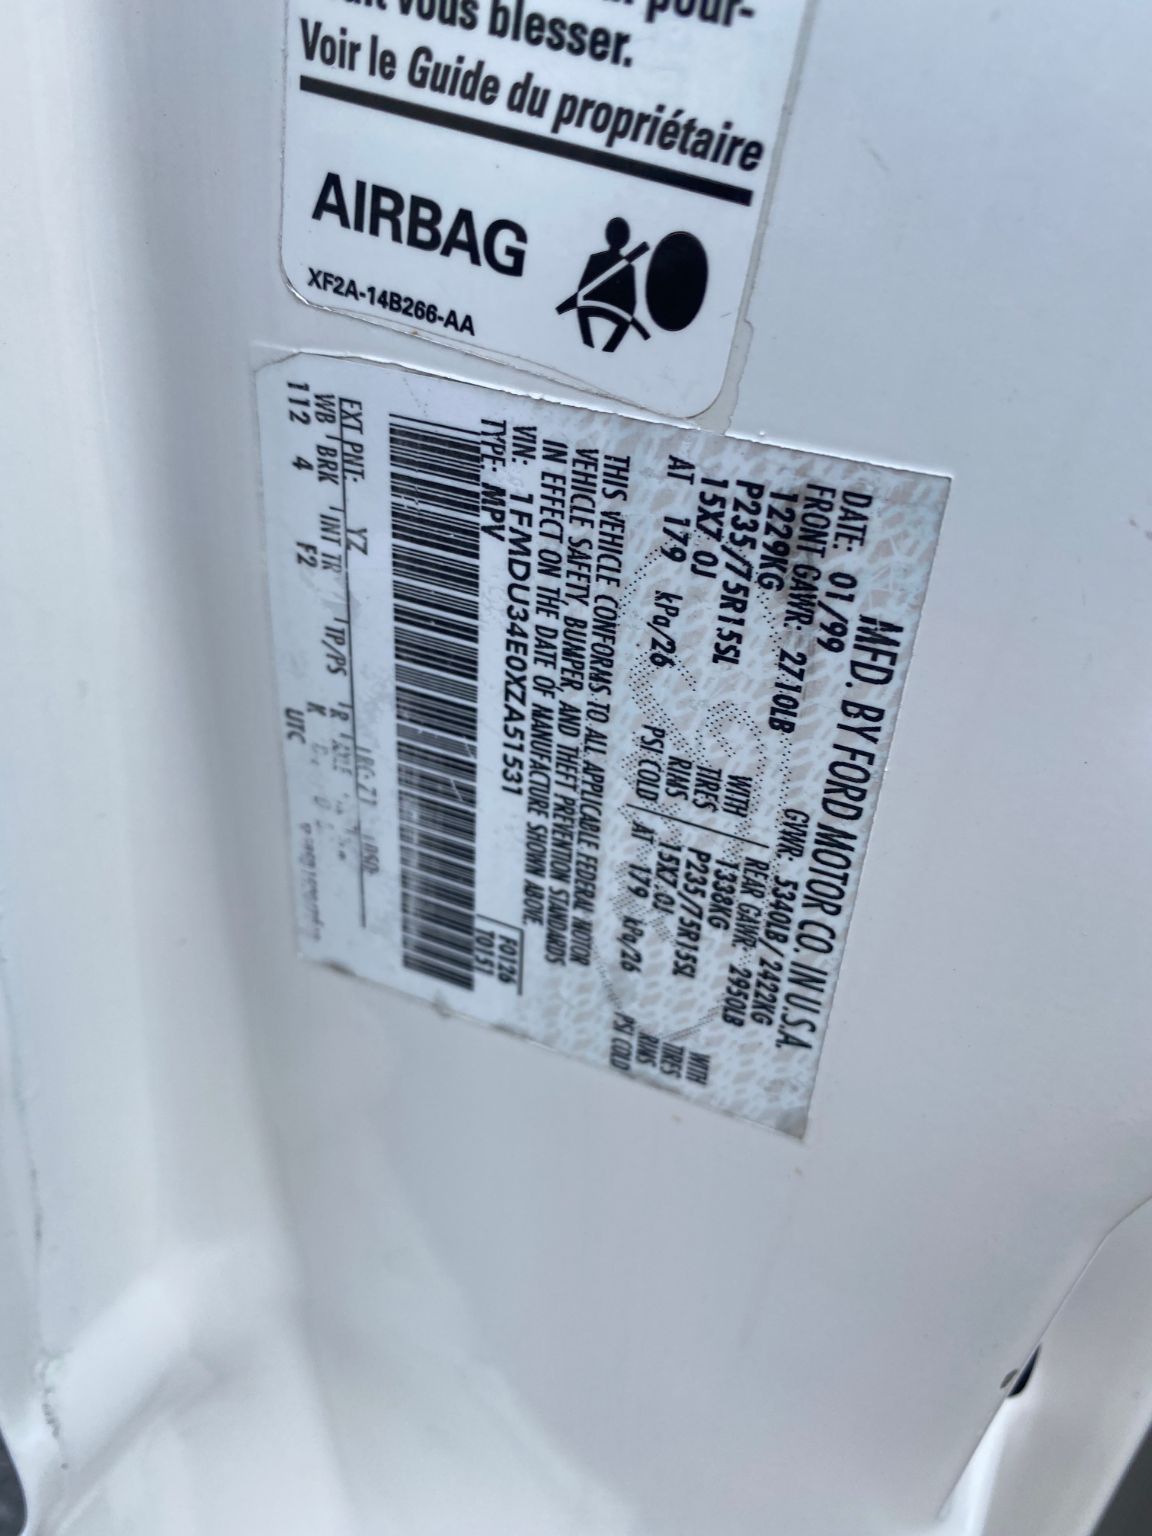 vous blesser.
Voir le Guide du propriétaire
AIRBAG
XF2A-14B266-AA
MFD. BY FORD MOTOR CO. IN U.S.A.
DATE: 01/99 GVWR: 5340LB/2422KG
FRONT GAWR: 2710LB REAR GAWR: 2950LB
1229KG WITH 1338KG WITH
P235/75R15SL TIRES P235/75R15SL TIRES
15X7.0J RIMS 15X7.0J RIMS
AT 179 kPa/26 PSI COLD AT 179 kPa/26 PSI COLD
THIS VEHICLE CONFORMS TO ALL APPLICABLE FEDERAL MOTOR
VEHICLE SAFETY, BUMPER, AND THEFT PREVENTION STANDARDS
IN EFFECT ON THE DATE OF MANUFACTURE SHOWN ABOVE.
VIN: 1FMDU34E0XZA51531
TYPE: MPV
F0126
T0151
EXT PNT: YZ
WB BRK INT TR TP/PS R
112 4 F2 K
UTC